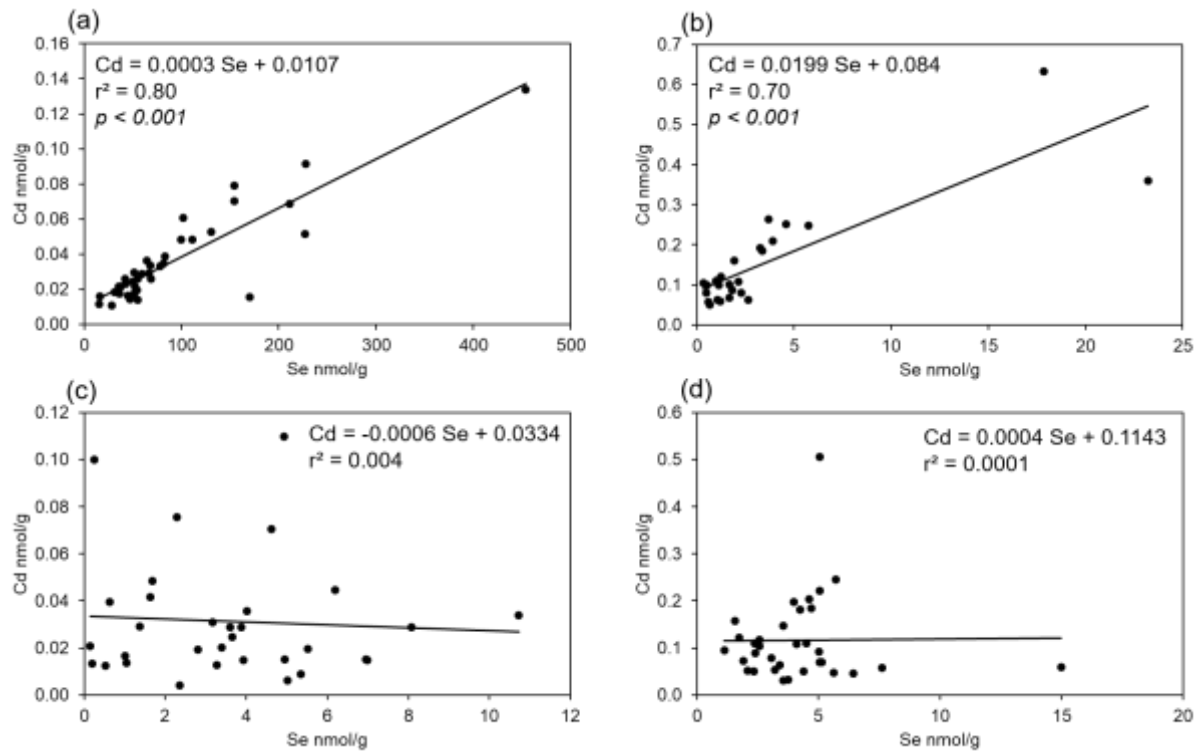 (a)
Cd = 0.0003 Se + 0.0107
r² = 0.80
p < 0.001
0.16
0.14
0.12
0.10
0.08
0.06
0.04
0.02
0.00
Cd nmol/g
0 100 200 300 400 500
Se nmol/g
(b)
Cd = 0.0199 Se + 0.084
r² = 0.70
p < 0.001
0.7
0.6
0.5
0.4
0.3
0.2
0.1
0.0
Cd nmol/g
0 5 10 15 20 25
Se nmol/g
(c)
Cd = -0.0006 Se + 0.0334
r² = 0.004
0.12
0.10
0.08
0.06
0.04
0.02
0.00
Cd nmol/g
0 2 4 6 8 10 12
Se nmol/g
(d)
Cd = 0.0004 Se + 0.1143
r² = 0.0001
0.6
0.5
0.4
0.3
0.2
0.1
0.0
Cd nmol/g
0 5 10 15 20
Se nmol/g